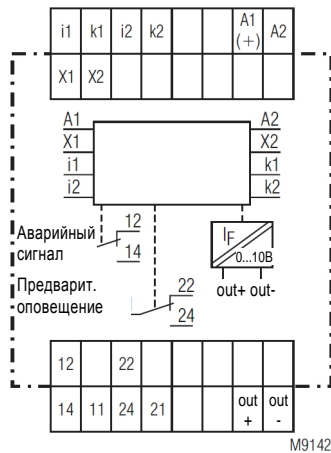 i1 k1 i2 k2 A1 (+) A2
X1 X2
A1 A2
X1 X2
i1 k1
i2 k2
Аварийный сигнал
12
14
IF
0...10В
Предварит. оповещение
22
24
out+ out-
12 22
14 11 24 21 out + out -
M9142